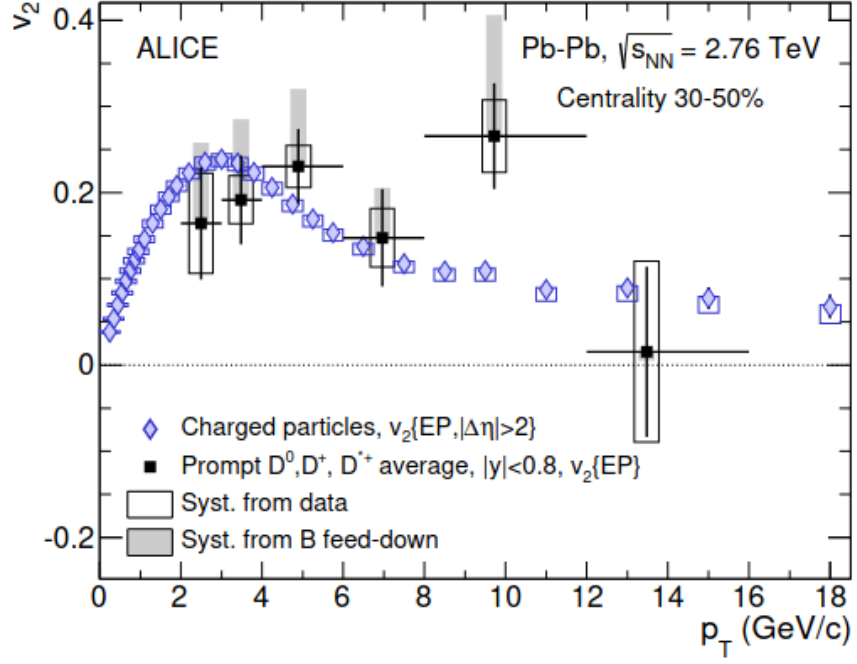 v2
0.4
0.2
0
-0.2
ALICE
Pb-Pb, √sNN = 2.76 TeV
Centrality 30-50%
Charged particles, v2{EP,|Δη|>2}
Prompt D0,D+, D*+ average, |y|<0.8, v2{EP}
Syst. from data
Syst. from B feed-down
0 2 4 6 8 10 12 14 16 18
pT (GeV/c)